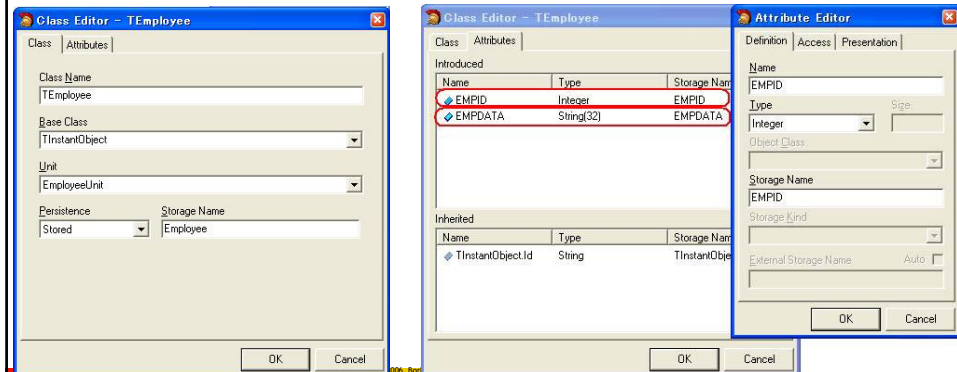 Class Editor - TEmployee
Class Attributes
Class Name
TEmployee
Base Class
TInstantObject
Unit
EmployeeUnit
Persistence Storage Name
Stored Employee
OK Cancel
Class Editor - TEmployee
Class Attributes
Introduced
Name Type Storage Nam
EMPID Integer EMPID
EMPDATA String(32) EMPDATA
Inherited
Name Type Storage Nam
TInstantObject.Id String TInstantObje
OK Cancel
Attribute Editor
Definition Access Presentation
Name
EMPID
Type Size
Integer
Object Class
Storage Name
EMPID
Storage Kind
External Storage Name Auto
OK Cancel